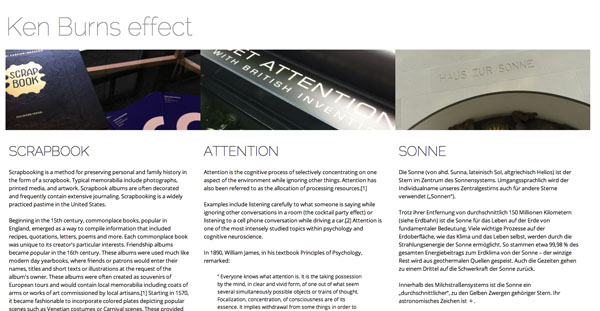 Ken Burns effect
SCRAP
BOOK
GET ATTENTION
WITH BRITISH INVENTI
HAUS ZUR SONNE
SCRAPBOOK
Scrapbooking is a method for preserving personal and family history in
the form of a scrapbook. Typical memorabilia include photographs,
printed media, and artwork. Scrapbook albums are often decorated
and frequently contain extensive journaling. Scrapbooking is a widely
practiced pastime in the United States.
Beginning in the 15th century, commonplace books, popular in
England, emerged as a way to compile information that included
recipes, quotations, letters, poems and more. Each commonplace book
was unique to its creator's particular interests. Friendship albums
became popular in the 16th century. These albums were used much like
modern day yearbooks, where friends or patrons would enter their
names, titles and short texts or illustrations at the request of the
album's owner. These albums were often created as souvenirs of
European tours and would contain local memorabilia including coats of
arms or works of art commissioned by local artisans.[1] Starting in 1570,
it became fashionable to incorporate colored plates depicting popular
scenes such as Venetian costumes or Carnival scenes. These provided
ATTENTION
Attention is the cognitive process of selectively concentrating on one
aspect of the environment while ignoring other things. Attention has
also been referred to as the allocation of processing resources.[1]
Examples include listening carefully to what someone is saying while
ignoring other conversations in a room (the cocktail party effect) or
listening to a cell phone conversation while driving a car.[2] Attention is
one of the most intensely studied topics within psychology and
cognitive neuroscience.
In 1890, William James, in his textbook Principles of Psychology,
remarked:
“ Everyone knows what attention is. It is the taking possession
by the mind, in clear and vivid form, of one out of what seem
several simultaneously possible objects or trains of thought.
Focalization, concentration, of consciousness are of its
essence. It implies withdrawal from some things in order to
SONNE
Die Sonne (von ahd. Sunna, lateinisch Sol, altgriechisch Helios) ist der
Stern im Zentrum des Sonnensystems. Umgangssprachlich wird der
Individualname unseres Zentralgestirns auch für andere Sterne
verwendet („Sonnen“).
Trotz ihrer Entfernung von durchschnittlich 150 Millionen Kilometern
(siehe Erdbahn) ist die Sonne für das Leben auf der Erde von
fundamentaler Bedeutung. Viele wichtige Prozesse auf der
Erdoberfläche, wie das Klima und das Leben selbst, werden durch die
Strahlungsenergie der Sonne ermöglicht. So stammen etwa 99,98 % des
gesamten Energiebeitrags zum Erdklima von der Sonne – der winzige
Rest wird aus geothermalen Quellen gespeist. Auch die Gezeiten gehen
zu einem Drittel auf die Schwerkraft der Sonne zurück.
Innerhalb des Milchstraßensystems ist die Sonne ein
„durchschnittlicher“, zu den Gelben Zwergen gehöriger Stern. Ihr
astronomisches Zeichen ist